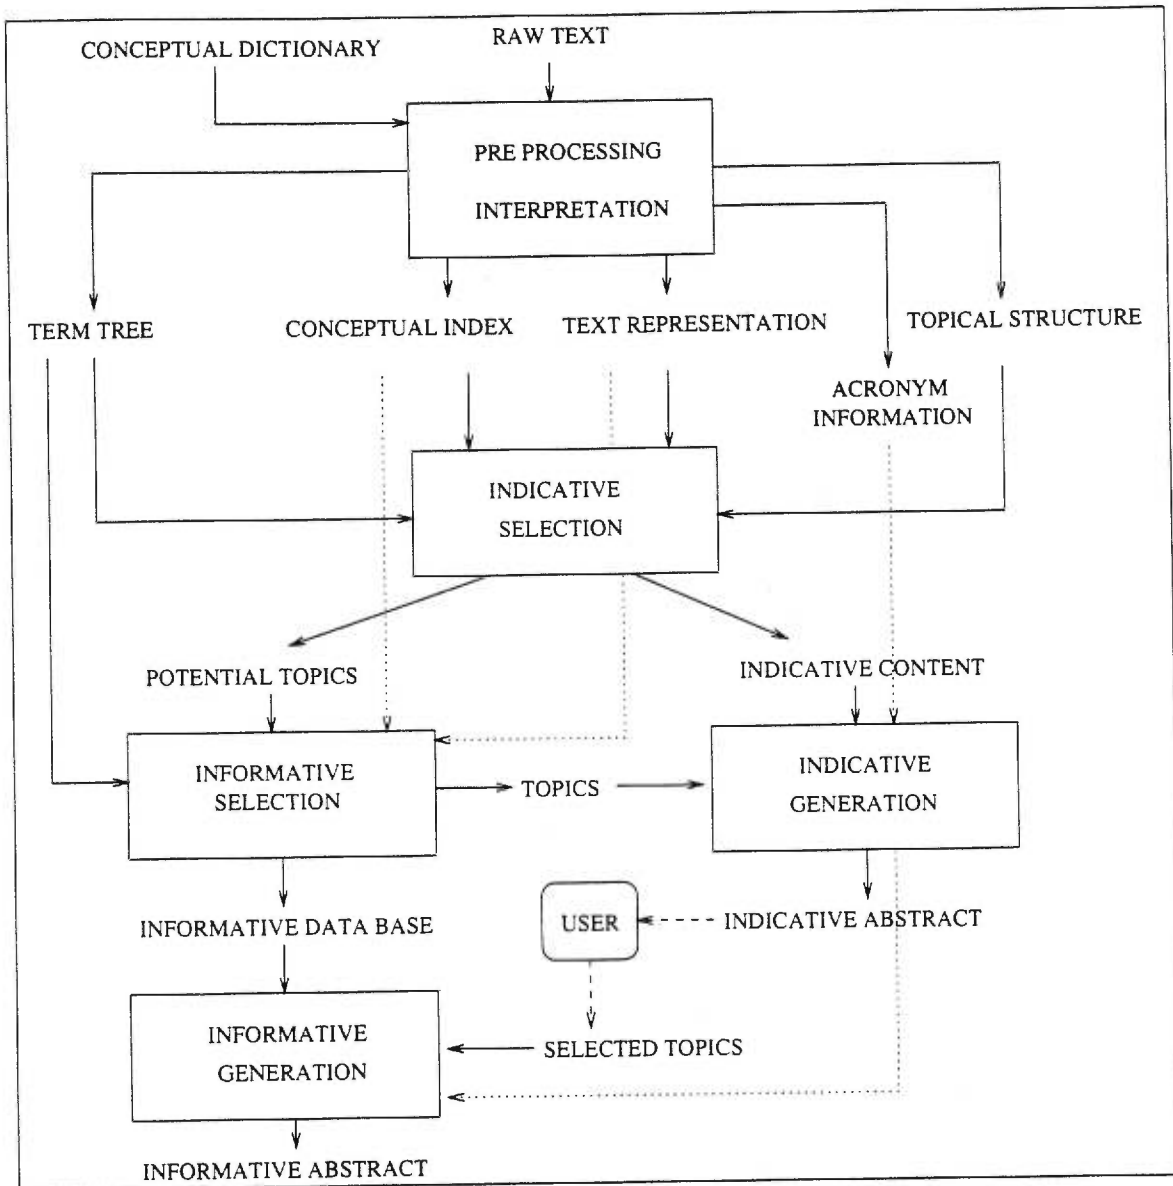 CONCEPTUAL DICTIONARY
RAW TEXT
PRE PROCESSING
INTERPRETATION
TERM TREE
CONCEPTUAL INDEX
TEXT REPRESENTATION
TOPICAL STRUCTURE
ACRONYM
INFORMATION
INDICATIVE
SELECTION
POTENTIAL TOPICS
INDICATIVE CONTENT
INFORMATIVE
SELECTION
TOPICS
INDICATIVE
GENERATION
INFORMATIVE DATA BASE
USER
INDICATIVE ABSTRACT
INFORMATIVE
GENERATION
SELECTED TOPICS
INFORMATIVE ABSTRACT